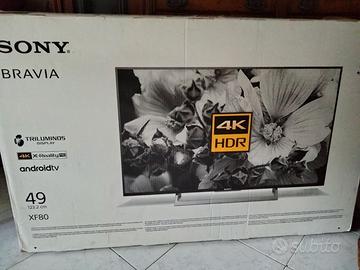 SONY
BRAVIA
TRILUMINOS
DISPLAY
4K X-Reality PRO
androidtv
49
123.2 cm
XF80
4K
HDR
subito